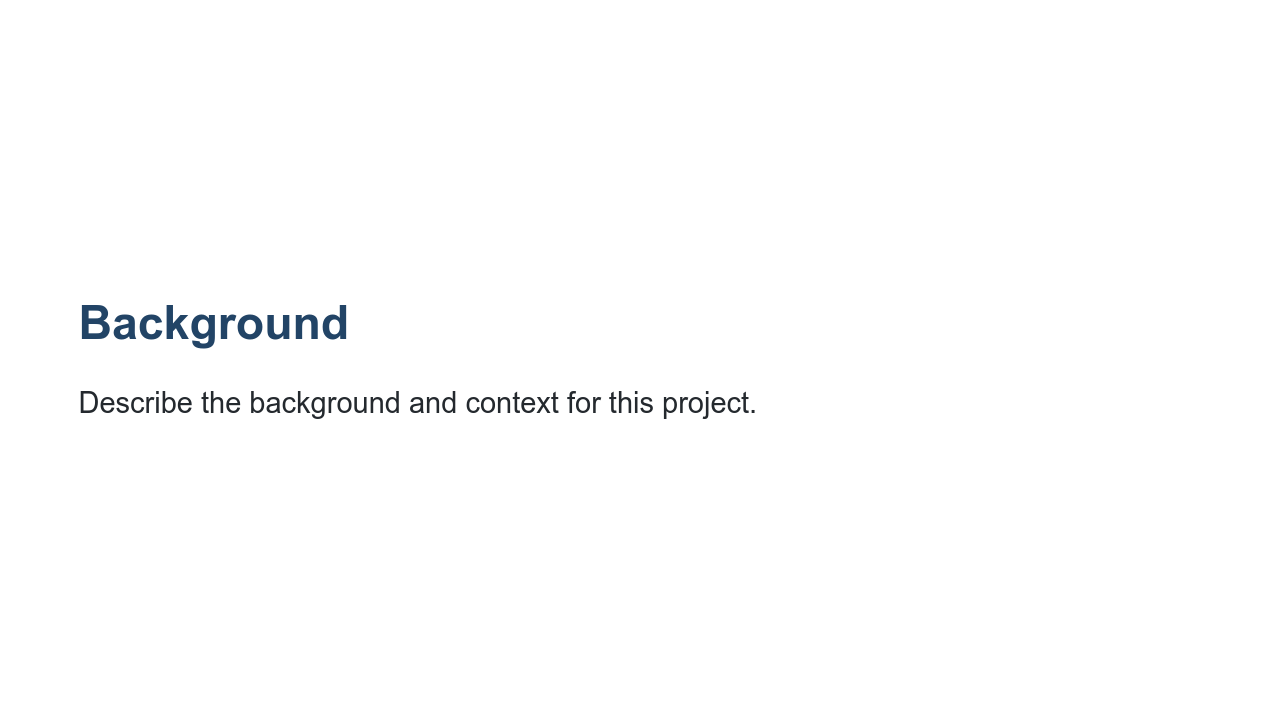 Background
Describe the background and context for this project.